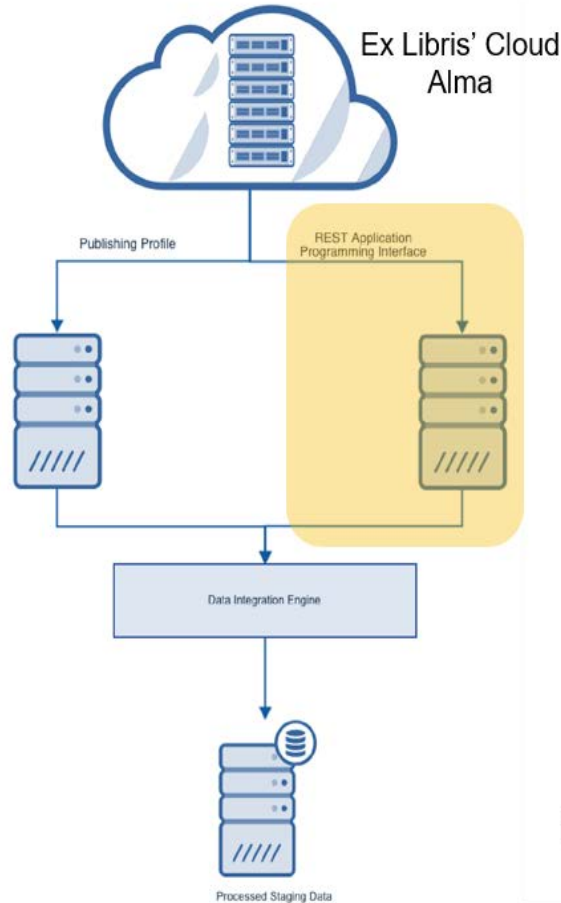 Ex Libris’ Cloud
Alma
Publishing Profile
REST Application
Programming Interface
Data Integration Engine
Processed Staging Data